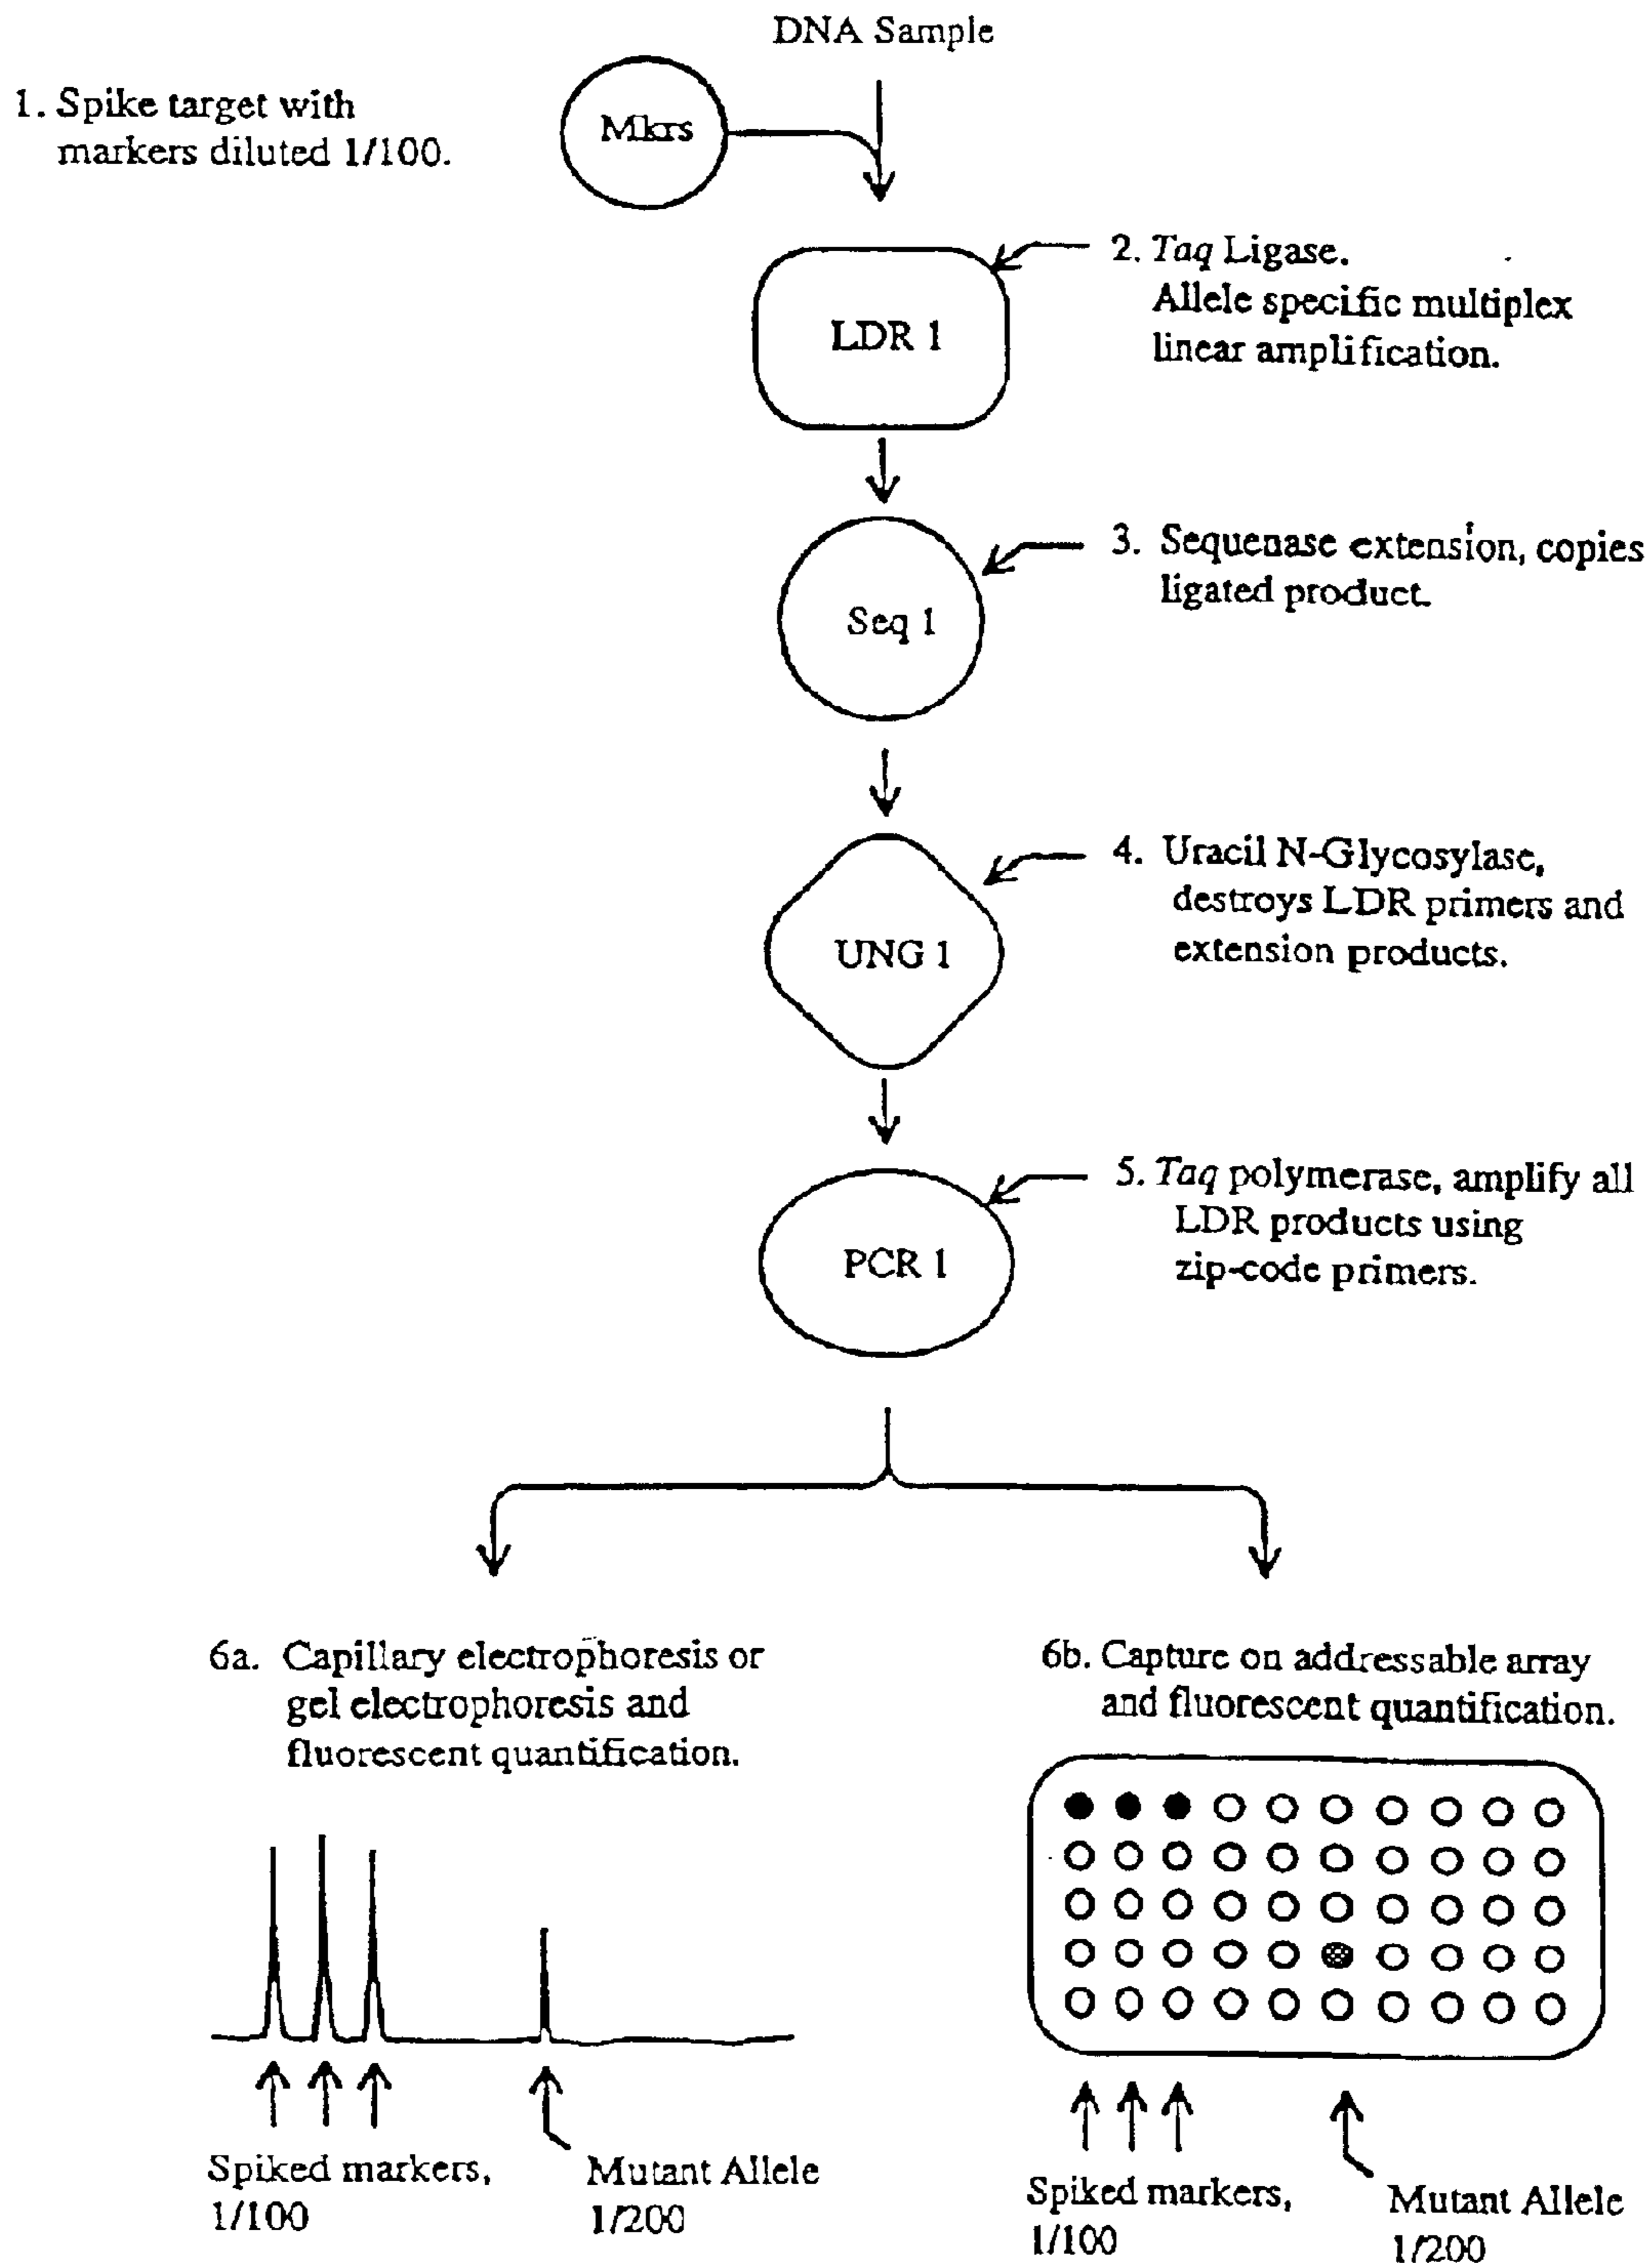 DNA Sample
1. Spike target with
markers diluted 1/100.
Mkrs
2. Taq Ligase.
Allele specific multiplex
linear amplification.
LDR 1
3. Sequenase extension, copies
ligated product.
Seq 1
4. Uracil N-Glycosylase,
destroys LDR primers and
extension products.
UNG 1
5. Taq polymerase, amplify all
LDR products using
zip-code primers.
PCR 1
6a. Capillary electrophoresis or
gel electrophoresis and
fluorescent quantification.
6b. Capture on addressable array
and fluorescent quantification.
Spiked markers,
1/100
Mutant Allele
1/200
Spiked markers,
1/100
Mutant Allele
1/200